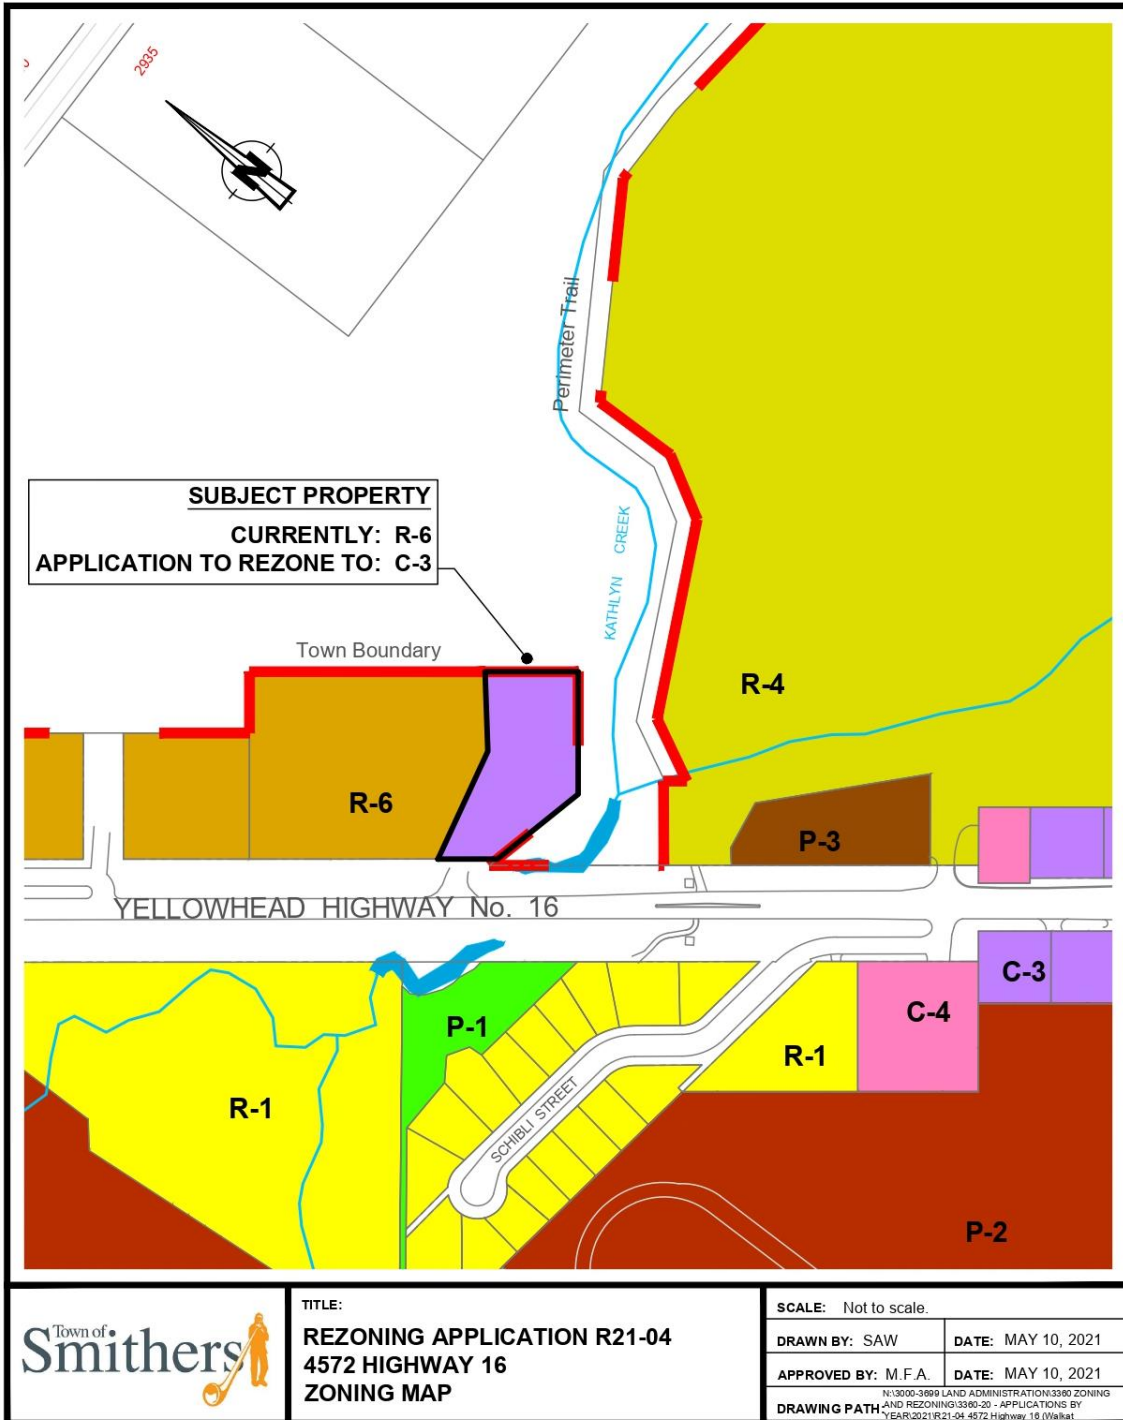 2935
N
Perimeter Trail
SUBJECT PROPERTY
CURRENTLY: R-6
APPLICATION TO REZONE TO: C-3
KATHLYN CREEK
Town Boundary
R-4
R-6
P-3
YELLOWHEAD HIGHWAY No. 16
C-3
C-4
P-1
R-1
R-1
SCHIBLI STREET
P-2
Town of
Smithers
TITLE:
REZONING APPLICATION R21-04
4572 HIGHWAY 16
ZONING MAP
SCALE: Not to scale.
DRAWN BY: SAW DATE: MAY 10, 2021
APPROVED BY: M.F.A. DATE: MAY 10, 2021
DRAWING PATH: N:\3000-3699 LAND ADMINISTRATION\3360 ZONING
AND REZONING\3360-20 - APPLICATIONS BY
YEAR\2021\R21-04 4572 Highway 16 (Walkat